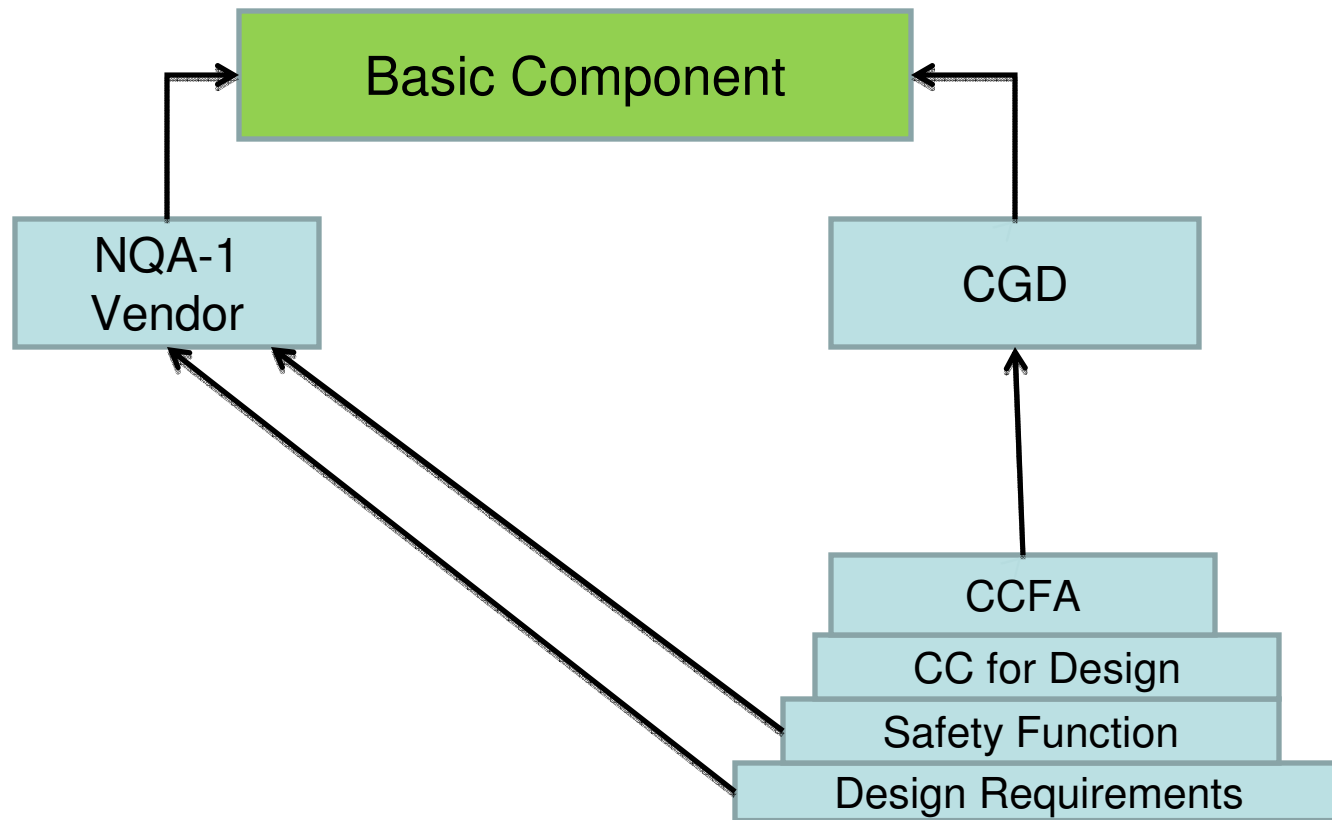 Basic Component
NQA-1
Vendor
CGD
CCFA
CC for Design
Safety Function
Design Requirements